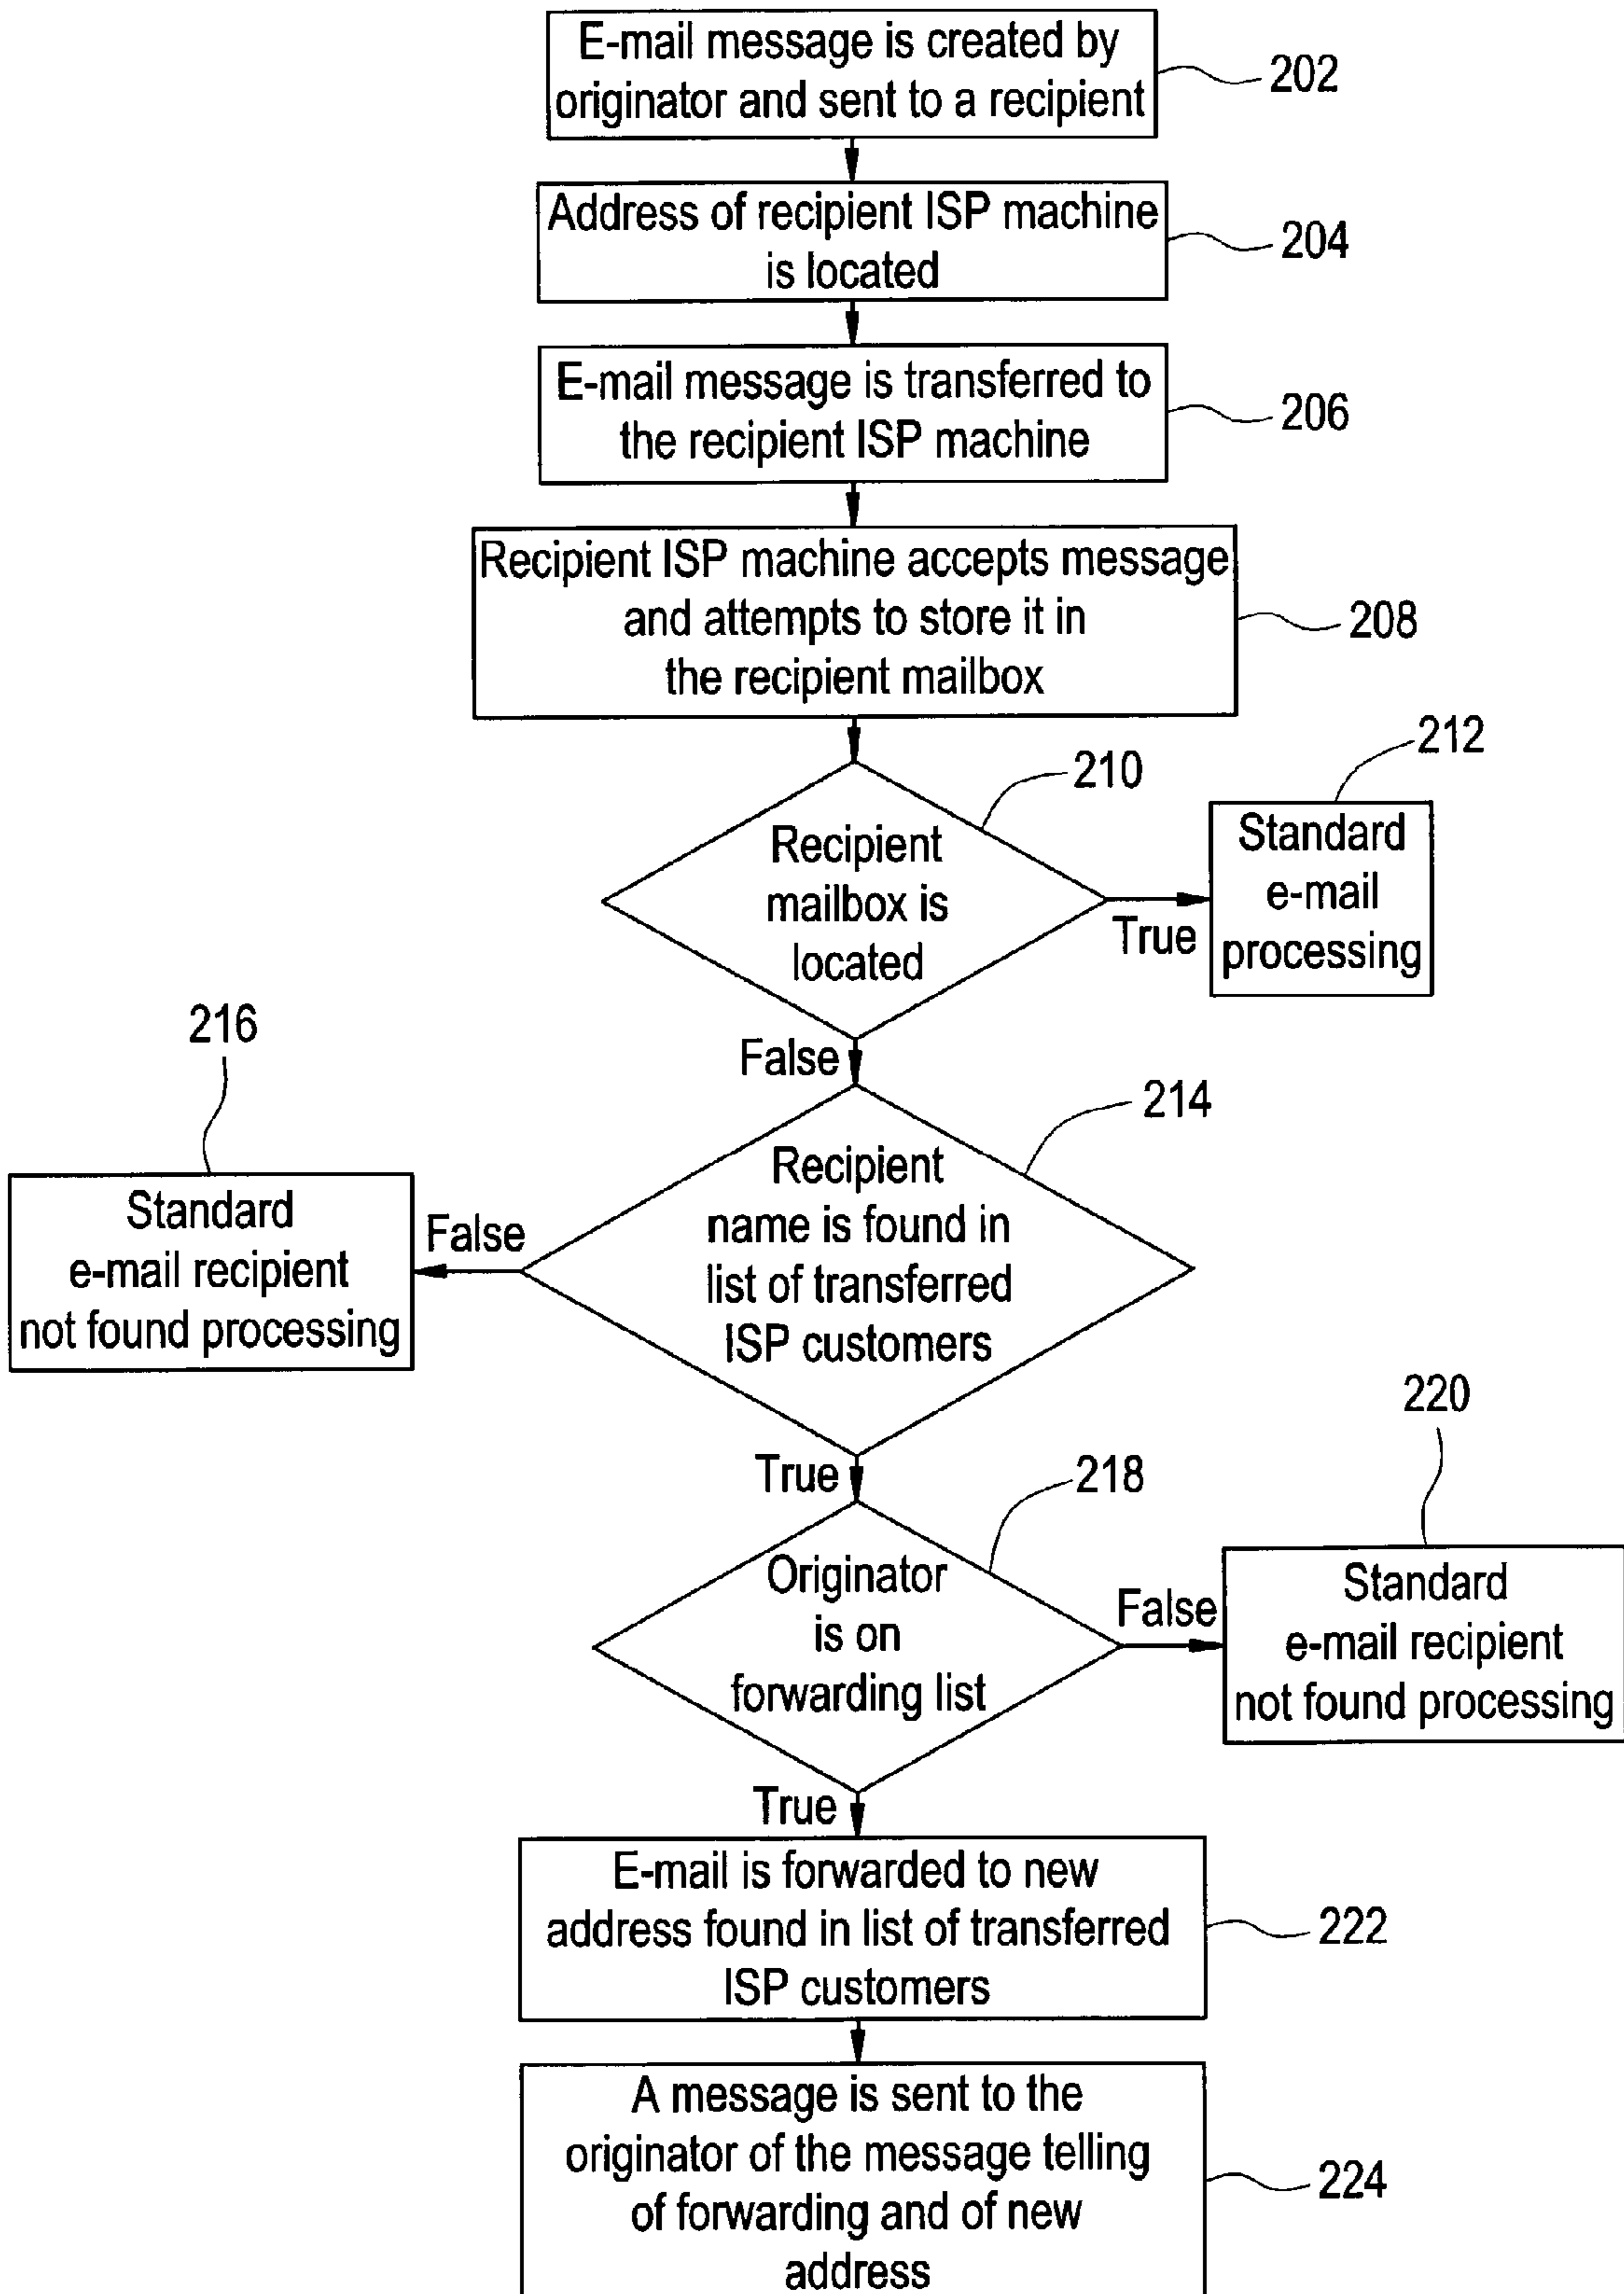 E-mail message is created by
originator and sent to a recipient
202
Address of recipient ISP machine
is located
204
E-mail message is transferred to
the recipient ISP machine
206
Recipient ISP machine accepts message
and attempts to store it in
the recipient mailbox
208
210
Recipient
mailbox is
located
True
212
Standard
e-mail
processing
False
214
Recipient
name is found in
list of transferred
ISP customers
False
216
Standard
e-mail recipient
not found processing
True
218
Originator
is on
forwarding list
False
220
Standard
e-mail recipient
not found processing
True
E-mail is forwarded to new
address found in list of transferred
ISP customers
222
A message is sent to the
originator of the message telling
of forwarding and of new
address
224